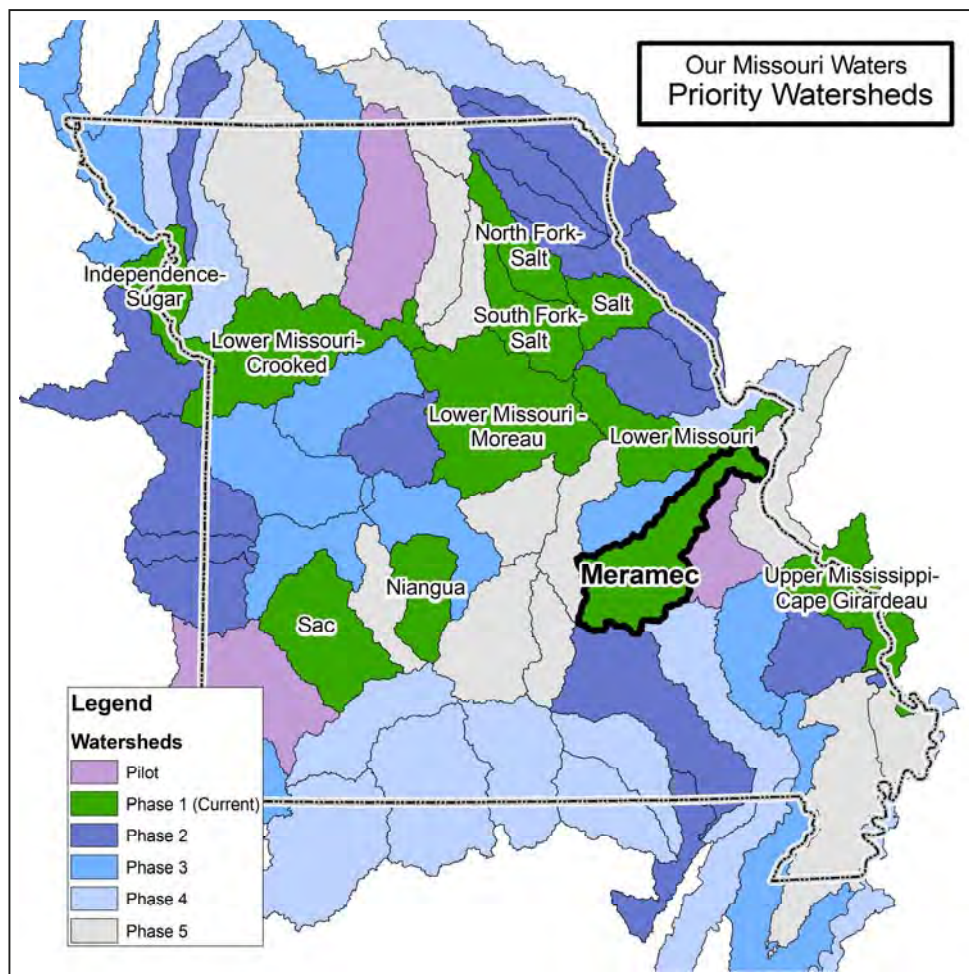 Our Missouri Waters
Priority Watersheds
North Fork-
Salt
Independence-
Sugar
Salt
South Fork-
Salt
Lower Missouri-
Crooked
Lower Missouri -
Moreau
Lower Missouri
Meramec
Upper Mississippi-
Cape Girardeau
Niangua
Sac
Legend
Watersheds
Pilot
Phase 1 (Current)
Phase 2
Phase 3
Phase 4
Phase 5